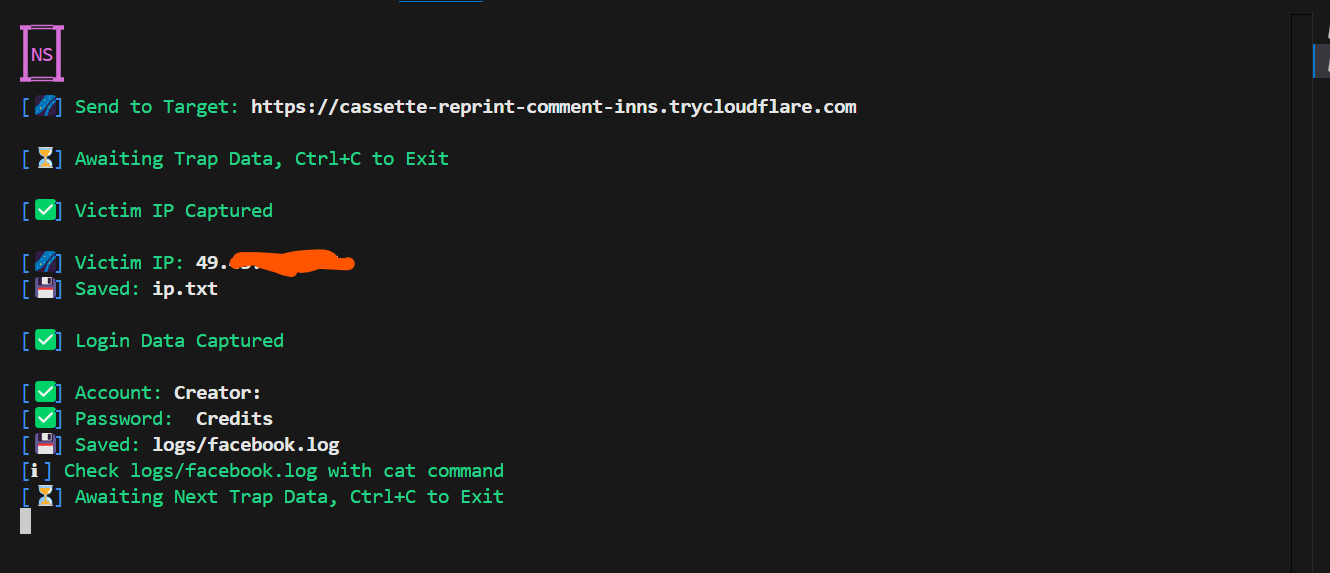 NS
[🌌] Send to Target: https://cassette-reprint-comment-inns.trycloudflare.com
[⏳] Awaiting Trap Data, Ctrl+C to Exit
[✅] Victim IP Captured
[🌌] Victim IP: 49.
[💾] Saved: ip.txt
[✅] Login Data Captured
[✅] Account: Creator:
[✅] Password:  Credits
[💾] Saved: logs/facebook.log
[ℹ] Check logs/facebook.log with cat command
[⏳] Awaiting Next Trap Data, Ctrl+C to Exit